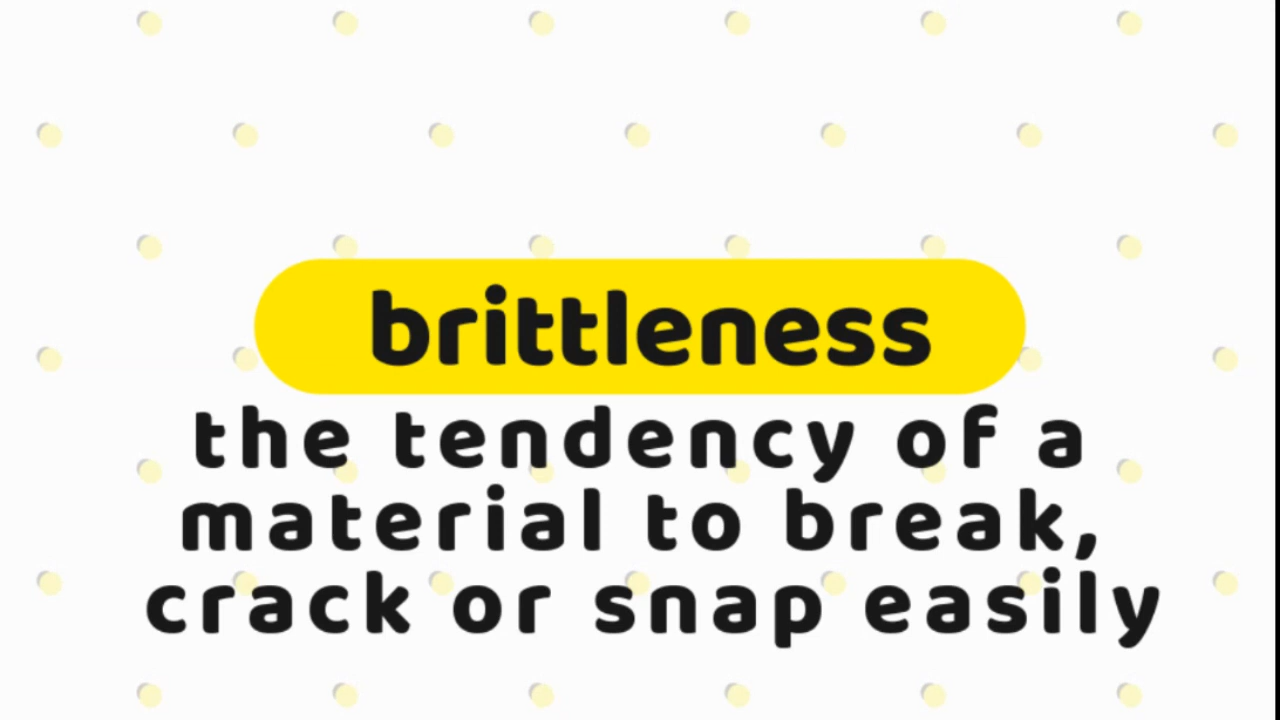 brittleness
the tendency of a
material to break,
crack or snap easily